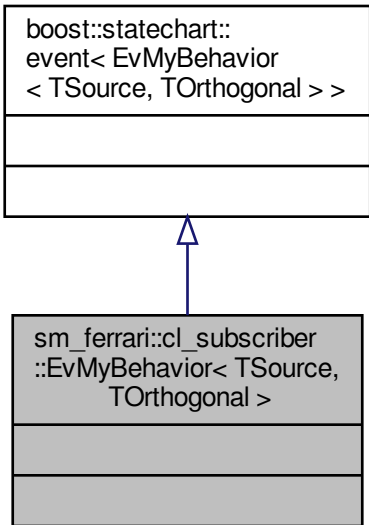 boost::statechart::
event< EvMyBehavior
< TSource, TOrthogonal > >
sm_ferrari::cl_subscriber
::EvMyBehavior< TSource,
TOrthogonal >